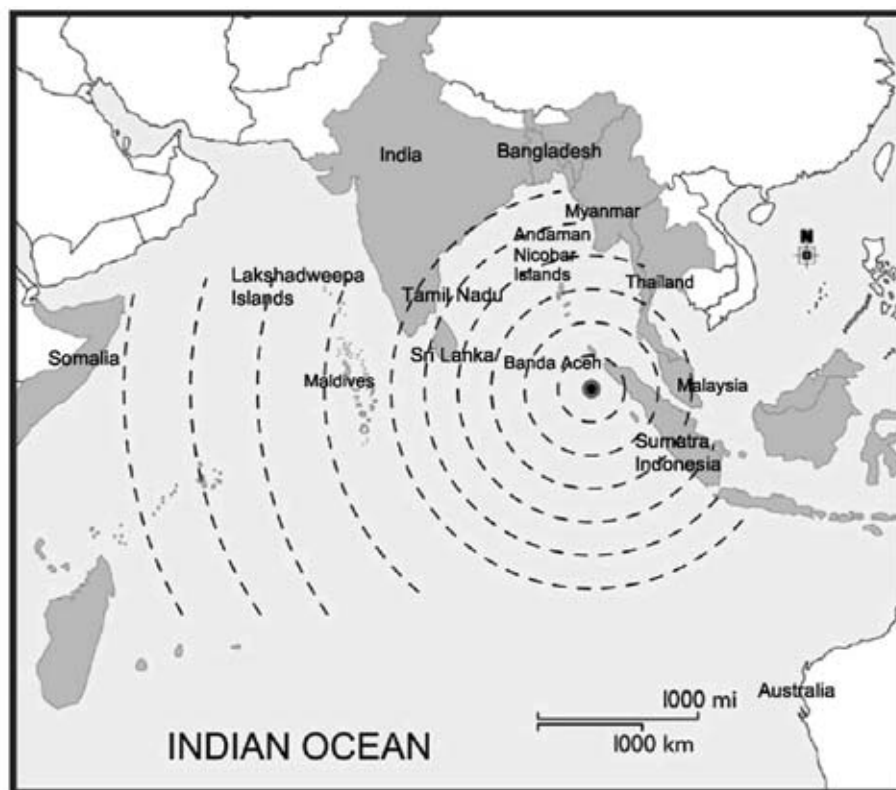 India
Bangladesh
Myanmar
Andaman
Nicobar
Islands
N
Lakshadweepa
Islands
Tamil Nadu
Thailand
Somalia
Sri Lanka
Maldives
Banda Aceh
Malaysia
Sumatra,
Indonesia
1000 mi
1000 km
Australia
INDIAN OCEAN